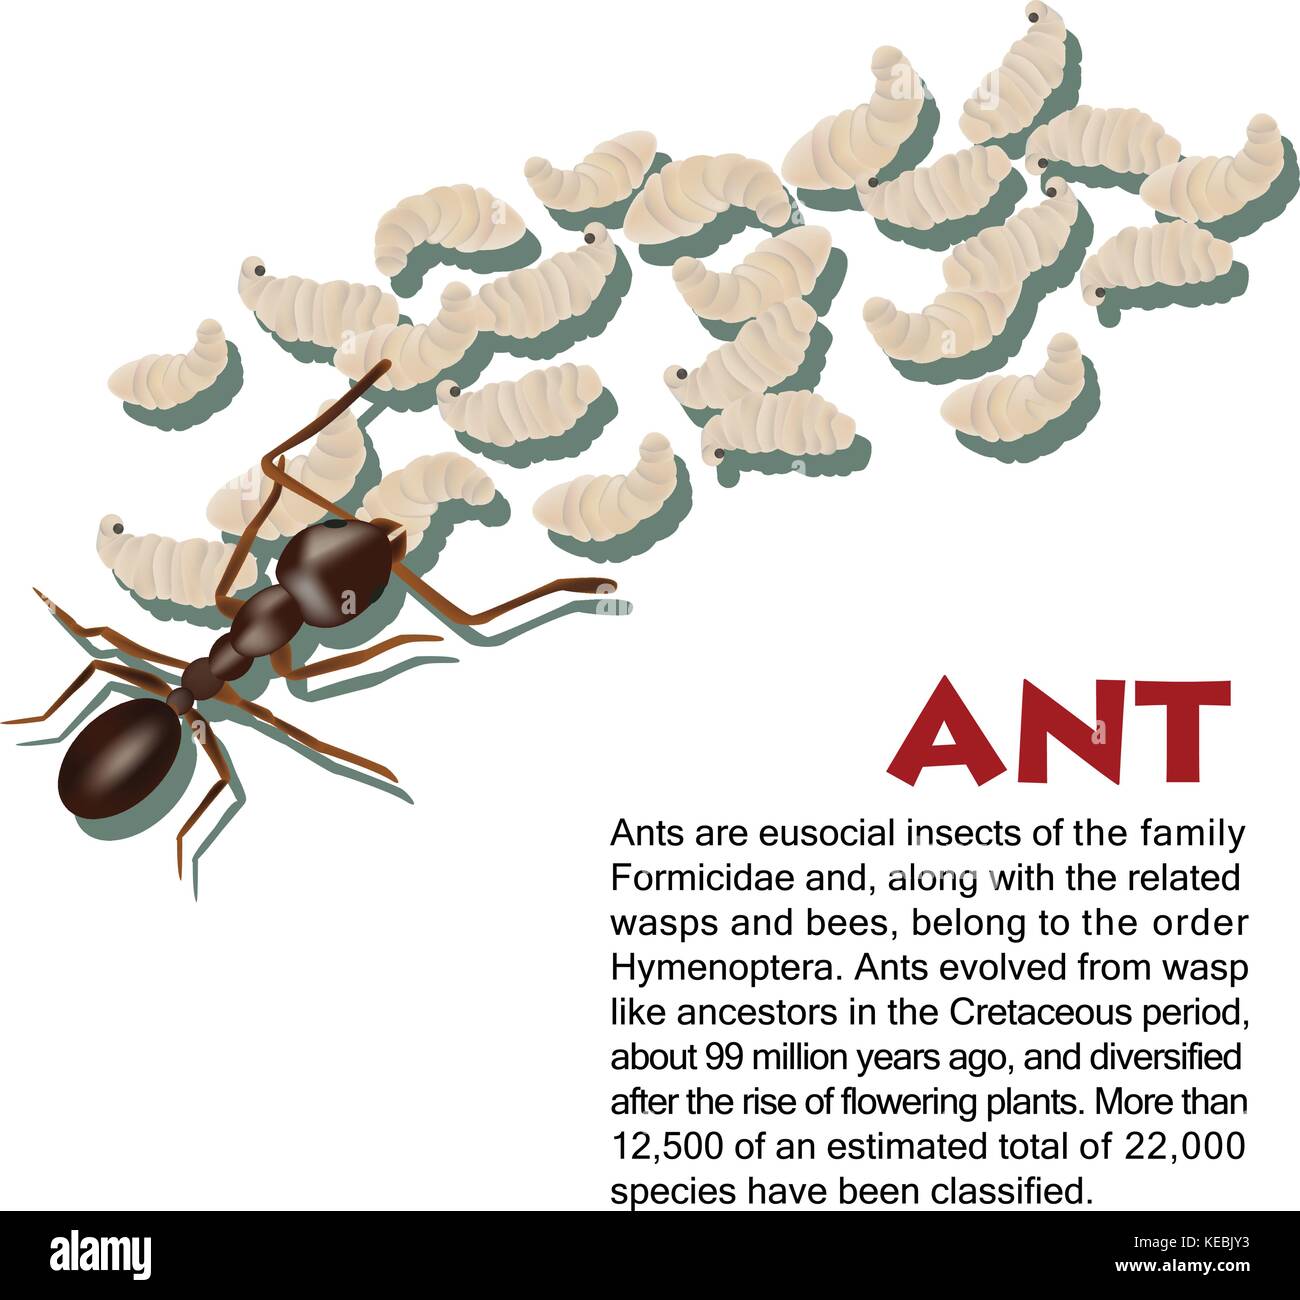 ANT
Ants are eusocial insects of the family
Formicidae and, along with the related
wasps and bees, belong to the order
Hymenoptera. Ants evolved from wasp
like ancestors in the Cretaceous period,
about 99 million years ago, and diversified
after the rise of flowering plants. More than
12,500 of an estimated total of 22,000
species have been classified.
alamy
Image ID: KEBJY3
www.alamy.com